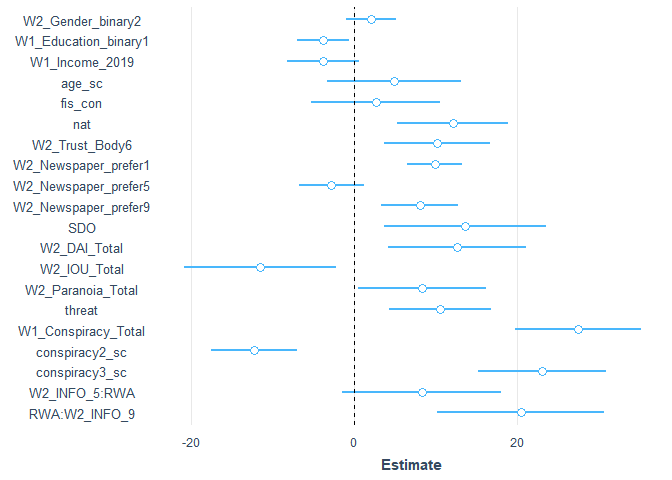 W2_Gender_binary2
W1_Education_binary1
W1_Income_2019
age_sc
fis_con
nat
W2_Trust_Body6
W2_Newspaper_prefer1
W2_Newspaper_prefer5
W2_Newspaper_prefer9
SDO
W2_DAI_Total
W2_IOU_Total
W2_Paranoia_Total
threat
W1_Conspiracy_Total
conspiracy2_sc
conspiracy3_sc
W2_INFO_5:RWA
RWA:W2_INFO_9
-20 0 20
Estimate